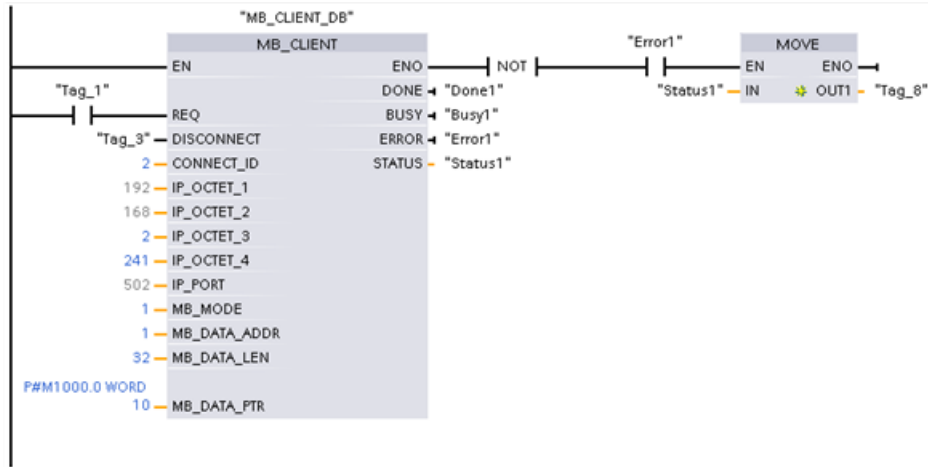 "MB_CLIENT_DB"
MB_CLIENT
"Error1"
MOVE
EN ENO
NOT
EN ENO
"Tag_1"
DONE "Done1"
"Status1" IN OUT1 "Tag_8"
REQ BUSY "Busy1"
"Tag_3" DISCONNECT ERROR "Error1"
2 CONNECT_ID STATUS "Status1"
192 IP_OCTET_1
168 IP_OCTET_2
2 IP_OCTET_3
241 IP_OCTET_4
502 IP_PORT
1 MB_MODE
1 MB_DATA_ADDR
32 MB_DATA_LEN
P#M1000.0 WORD
10 MB_DATA_PTR